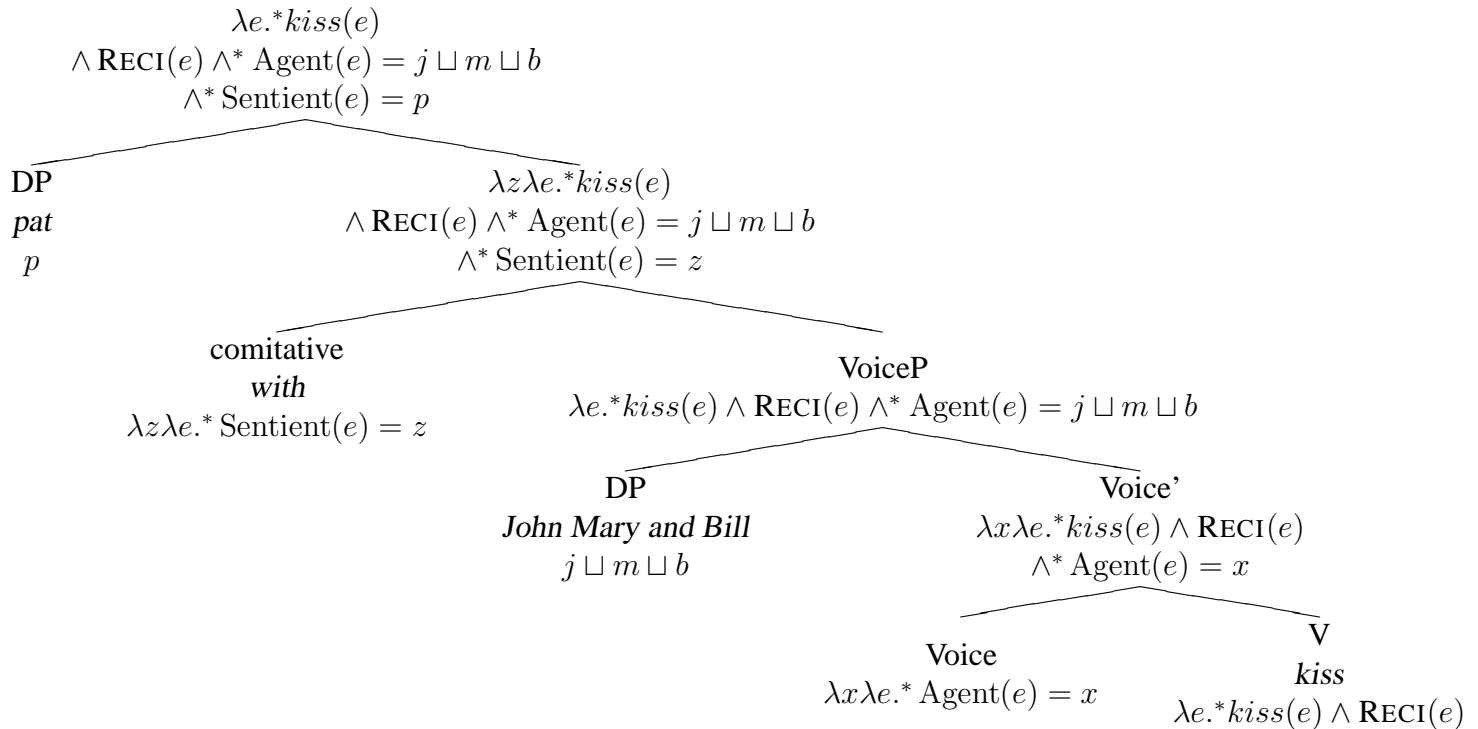 λe.*kiss(e)
∧ RECI(e) ∧* Agent(e) = j ⊔ m ⊔ b
∧* Sentient(e) = p
DP
pat
p
λzλe.*kiss(e)
∧ RECI(e) ∧* Agent(e) = j ⊔ m ⊔ b
∧* Sentient(e) = z
comitative
with
λzλe.* Sentient(e) = z
VoiceP
λe.*kiss(e) ∧ RECI(e) ∧* Agent(e) = j ⊔ m ⊔ b
DP
John Mary and Bill
j ⊔ m ⊔ b
Voice'
λxλe.*kiss(e) ∧ RECI(e)
∧* Agent(e) = x
Voice
λxλe.* Agent(e) = x
V
kiss
λe.*kiss(e) ∧ RECI(e)